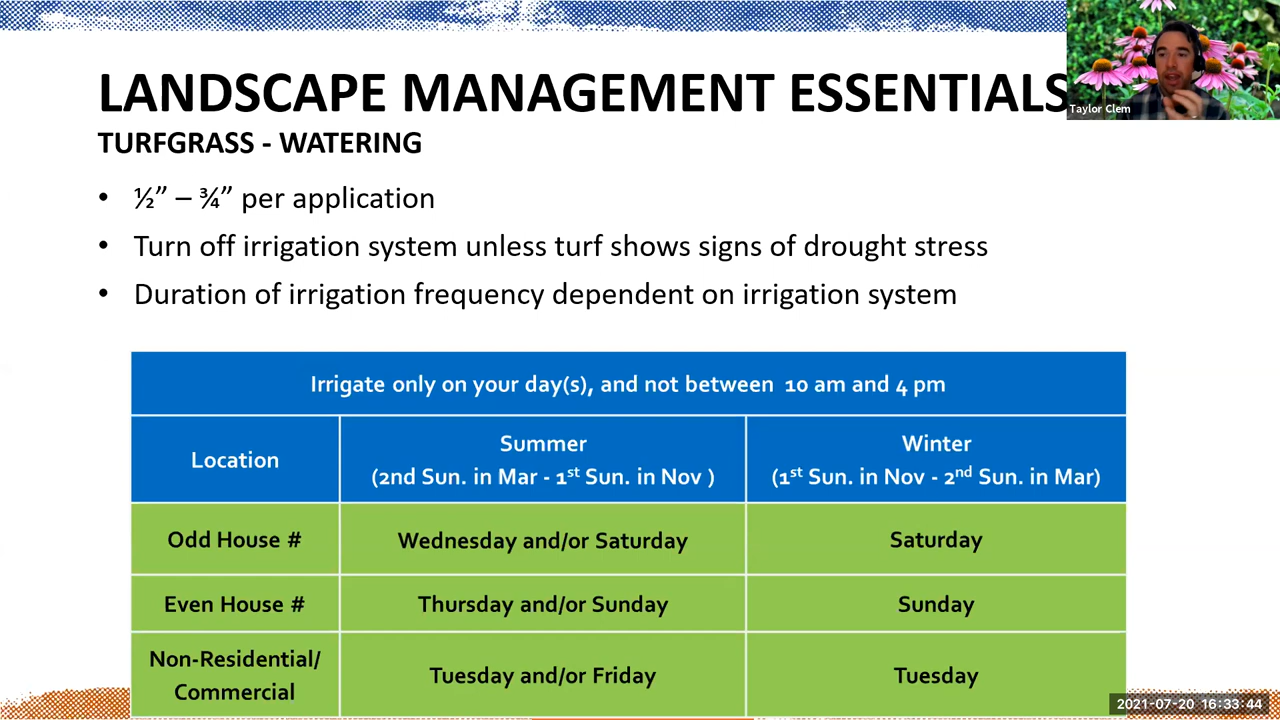 LANDSCAPE MANAGEMENT ESSENTIALS
Taylor Clem
TURFGRASS - WATERING
• ½” – ¾” per application
• Turn off irrigation system unless turf shows signs of drought stress
• Duration of irrigation frequency dependent on irrigation system
Irrigate only on your day(s), and not between 10 am and 4 pm
Location
Summer
(2nd Sun. in Mar - 1st Sun. in Nov )
Winter
(1st Sun. in Nov - 2nd Sun. in Mar)
Odd House #
Wednesday and/or Saturday
Saturday
Even House #
Thursday and/or Sunday
Sunday
Non-Residential/
Commercial
Tuesday and/or Friday
Tuesday
2021-07-20 16:33:44